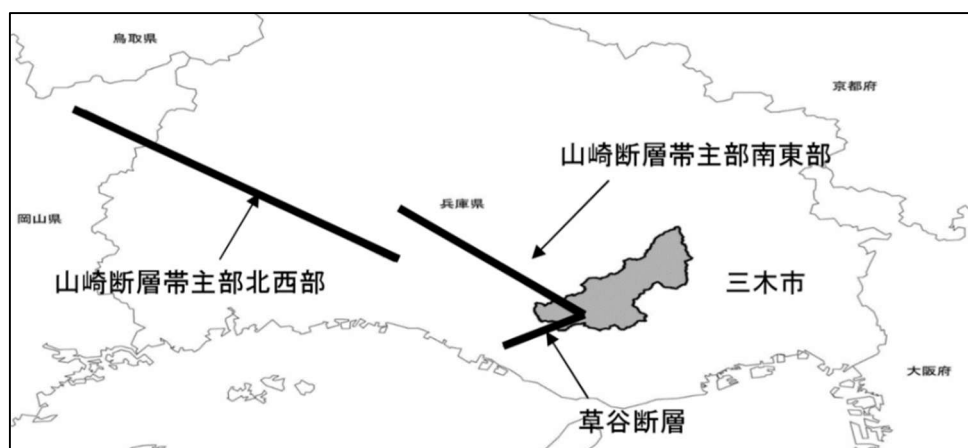 鳥取県
京都府
山崎断層帯主部南東部
兵庫県
岡山県
山崎断層帯主部北西部
三木市
大阪府
草谷断層